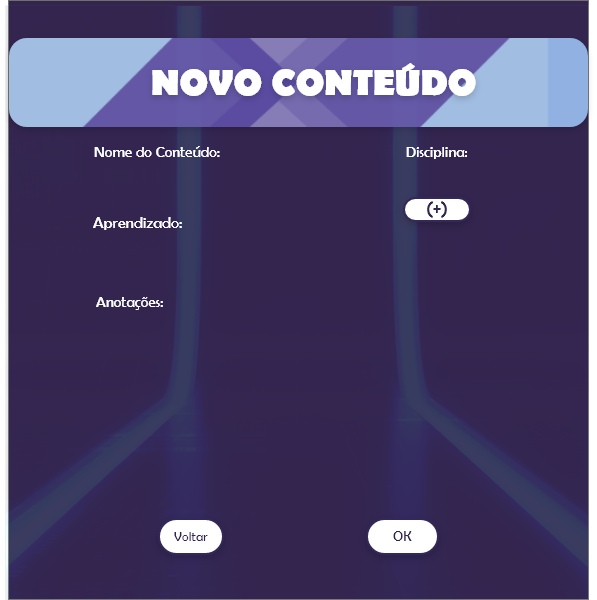 NOVO CONTEÚDO
Nome do Conteúdo:
Disciplina:
(+)
Aprendizado:
Anotações:
Voltar
OK